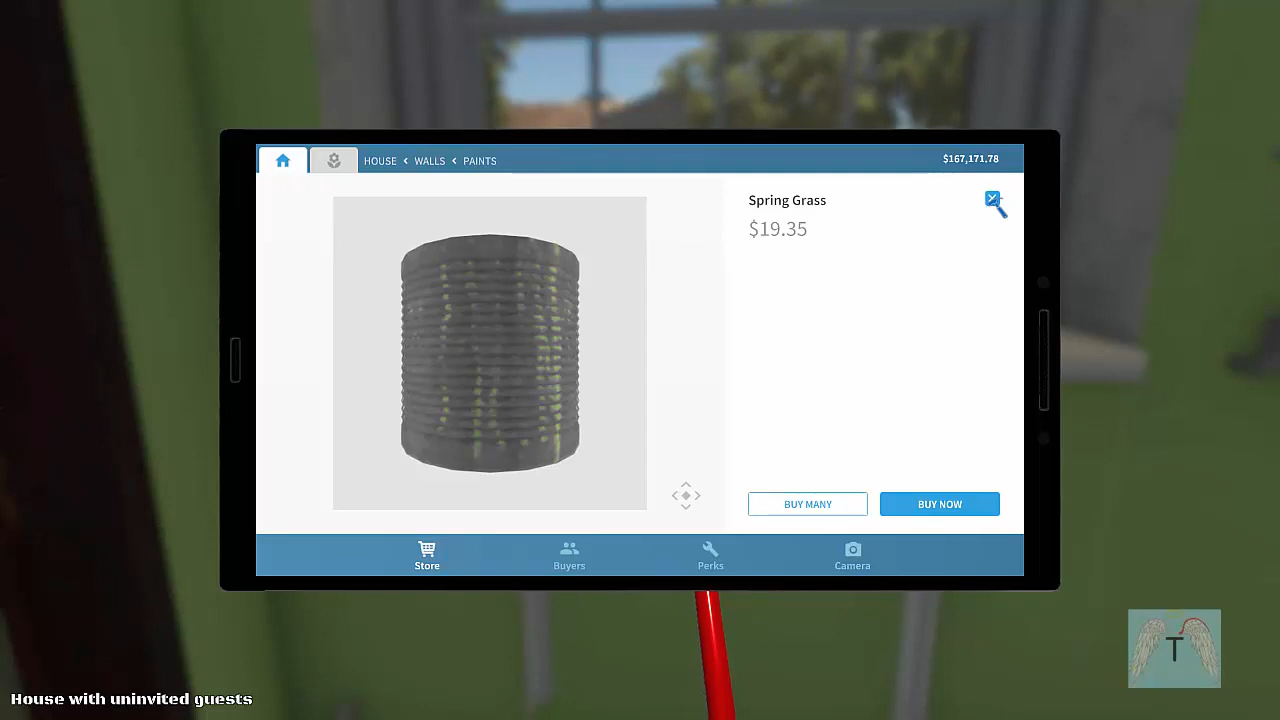 HOUSE < WALLS < PAINTS
$167,171.78
Spring Grass
$19.35
BUY MANY
BUY NOW
Store
Buyers
Perks
Camera
T
House with uninvited guests